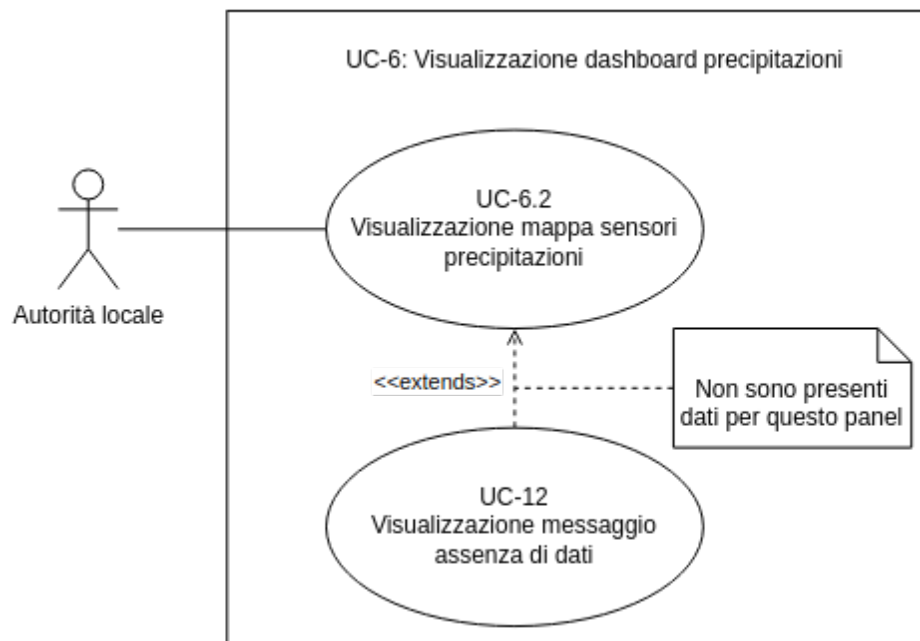 UC-6: Visualizzazione dashboard precipitazioni
UC-6.2
Visualizzazione mappa sensori
precipitazioni
Autorità locale
<<extends>>
Non sono presenti
dati per questo panel
UC-12
Visualizzazione messaggio
assenza di dati